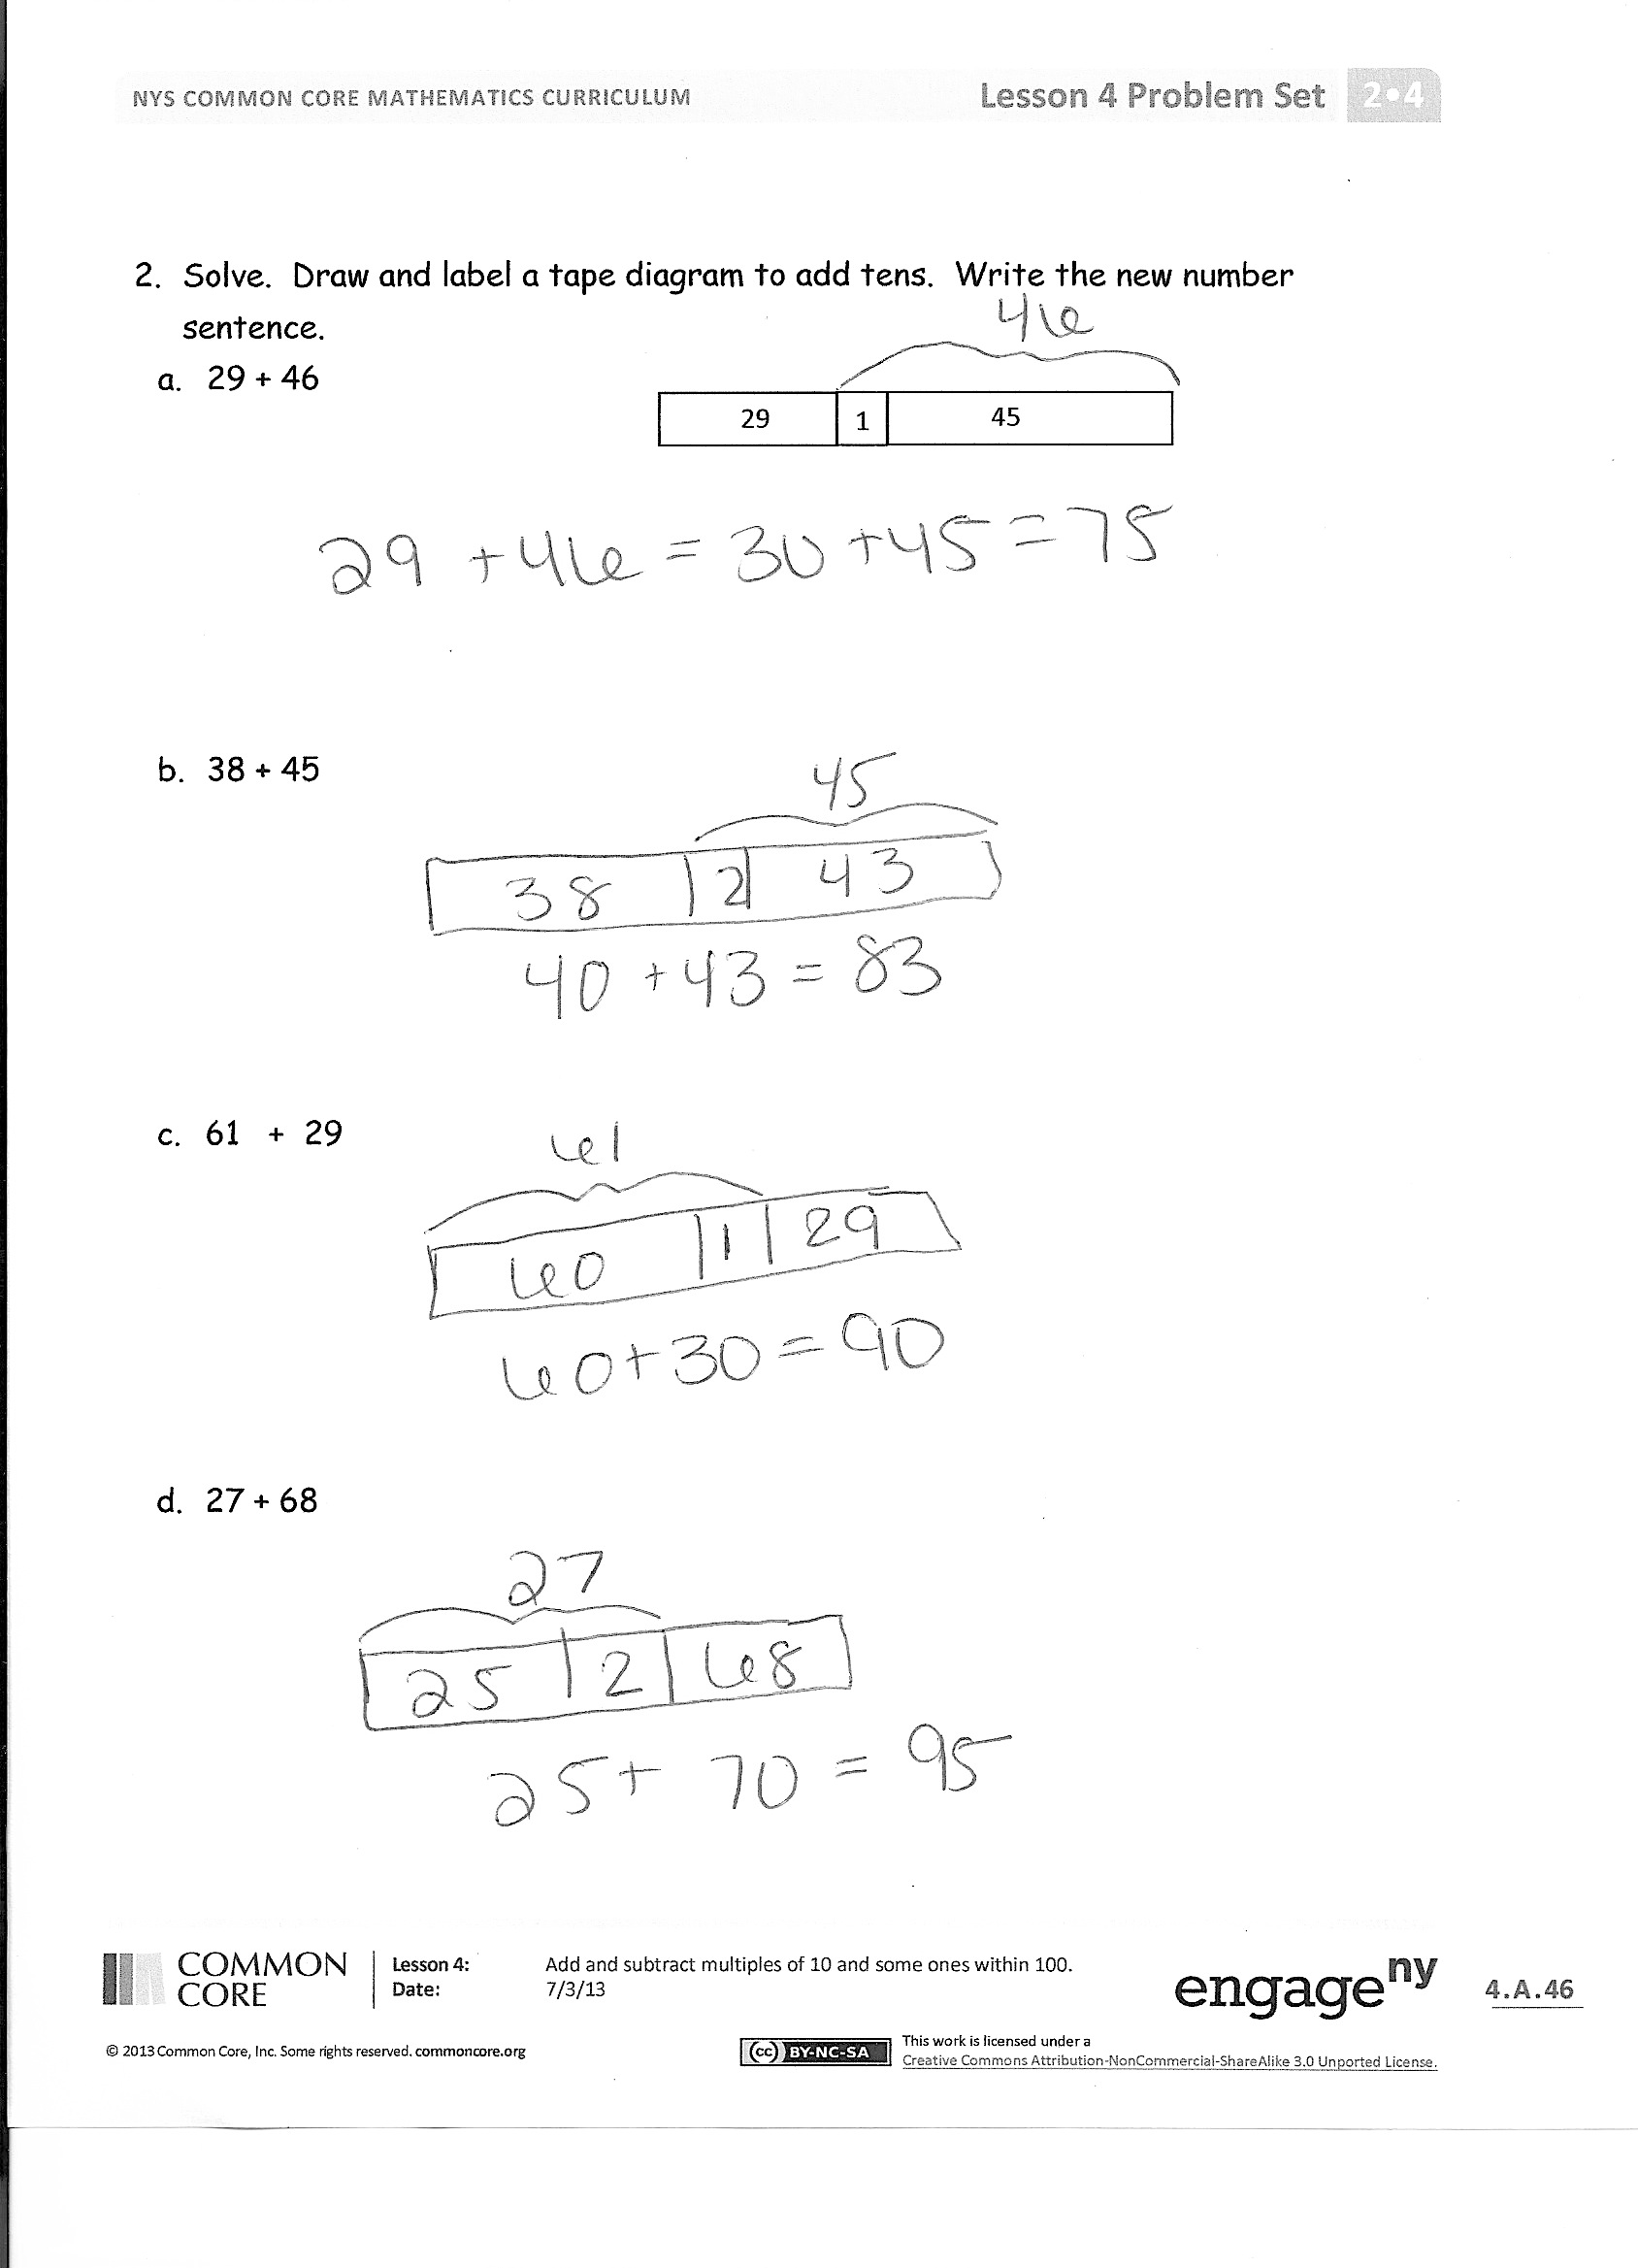 NYS COMMON CORE MATHEMATICS CURRICULUM
Lesson 4 Problem Set 2•4
2. Solve. Draw and label a tape diagram to add tens. Write the new number
sentence.
a. 29 + 46
46
29 1 45
29 + 46 = 30 + 45 = 75
b. 38 + 45
45
38 2 43
40 + 43 = 83
c. 61 + 29
61
60 1 29
60 + 30 = 90
d. 27 + 68
27
25 2 68
25 + 70 = 95
COMMON
CORE
Lesson 4: Add and subtract multiples of 10 and some ones within 100.
Date: 7/3/13
engageny
4.A.46
© 2013 Common Core, Inc. Some rights reserved. commoncore.org
cc BY-NC-SA
This work is licensed under a
Creative Commons Attribution-NonCommercial-ShareAlike 3.0 Unported License.